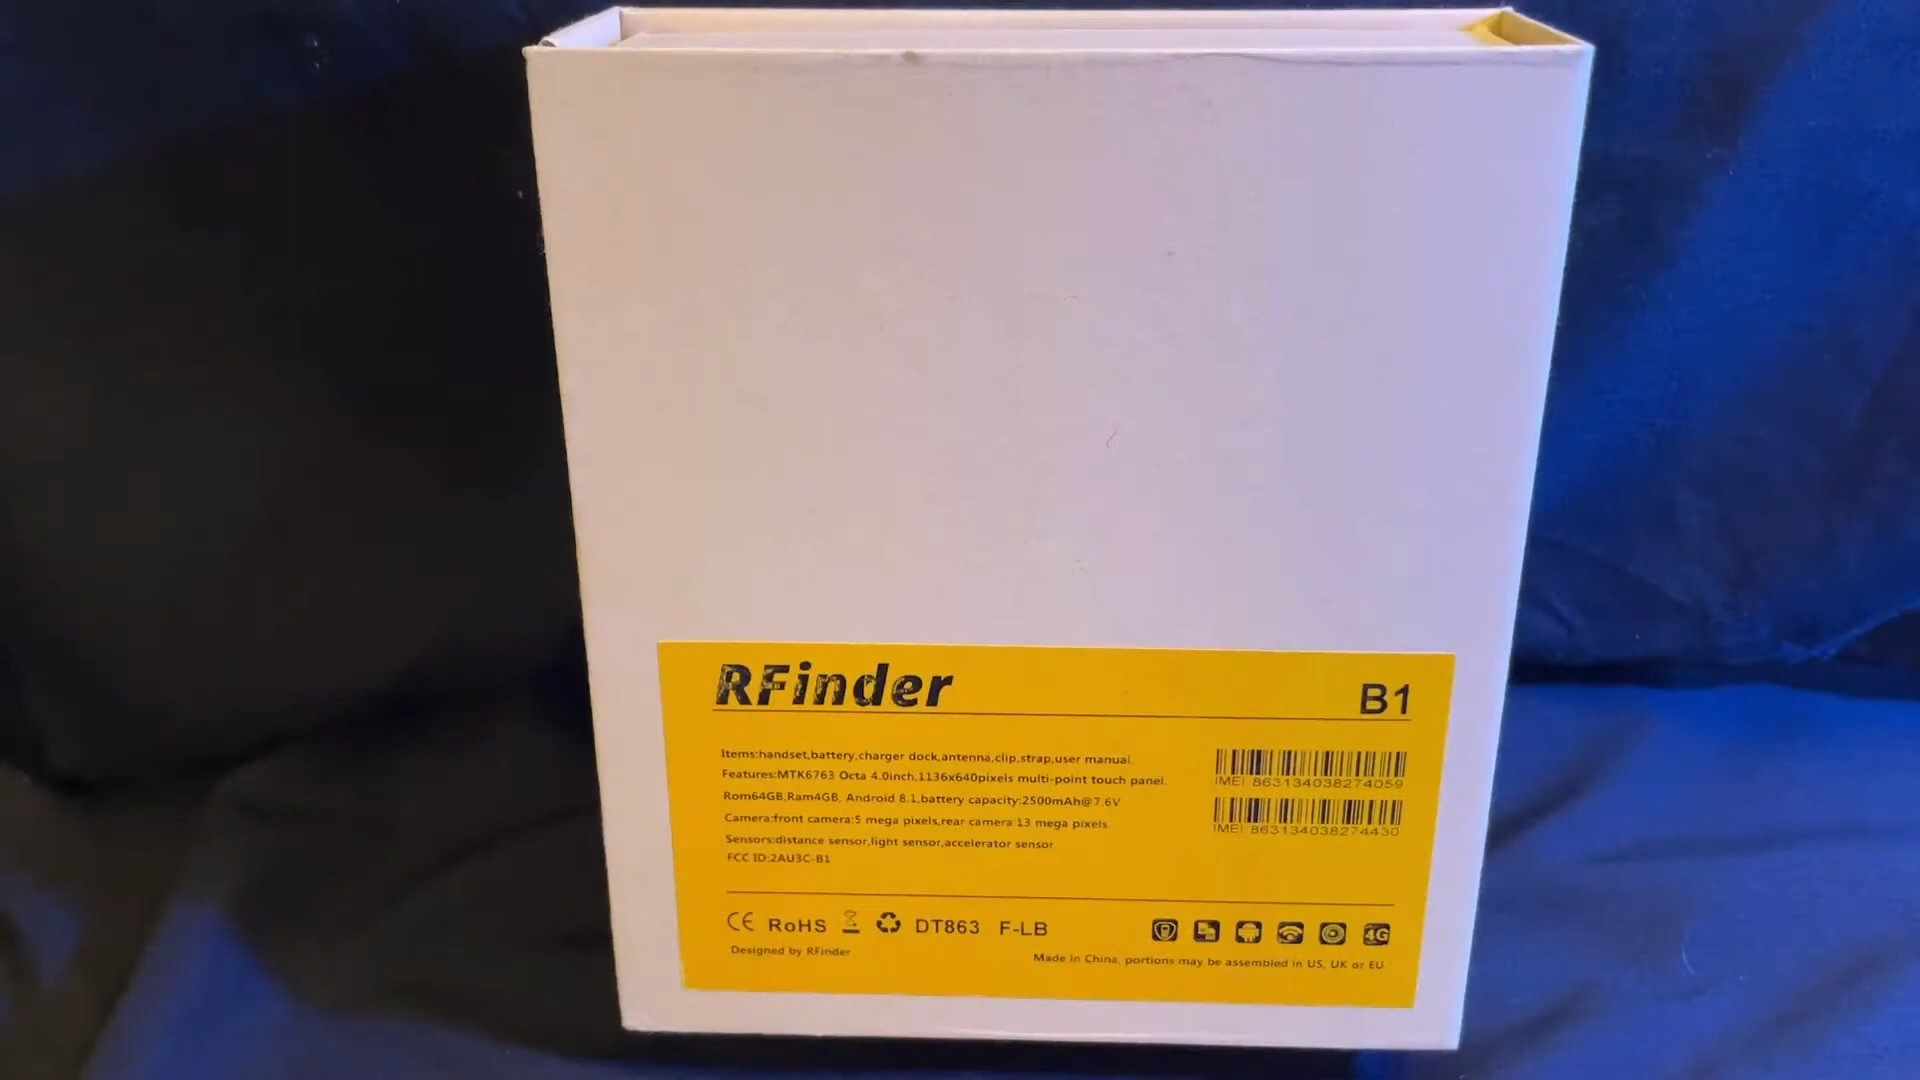 RFinder
B1
Items:handset,battery,charger dock,antenna,clip,strap,user manual.
Features:MTK6763 Octa 4.0inch,1136x640pixels multi-point touch panel.
Rom64GB,Ram4GB, Android 8.1,battery capacity:2500mAh@7.6V
Camera:front camera:5 mega pixels,rear camera 13 mega pixels.
Sensors:distance sensor,light sensor,accelerator sensor
FCC ID:2AU3C-B1
IMEI 863134038274059
IMEI 863134038274430
CE RoHS DT863 F-LB
4G
Designed by RFinder
Made in China, portions may be assembled in US, UK or EU